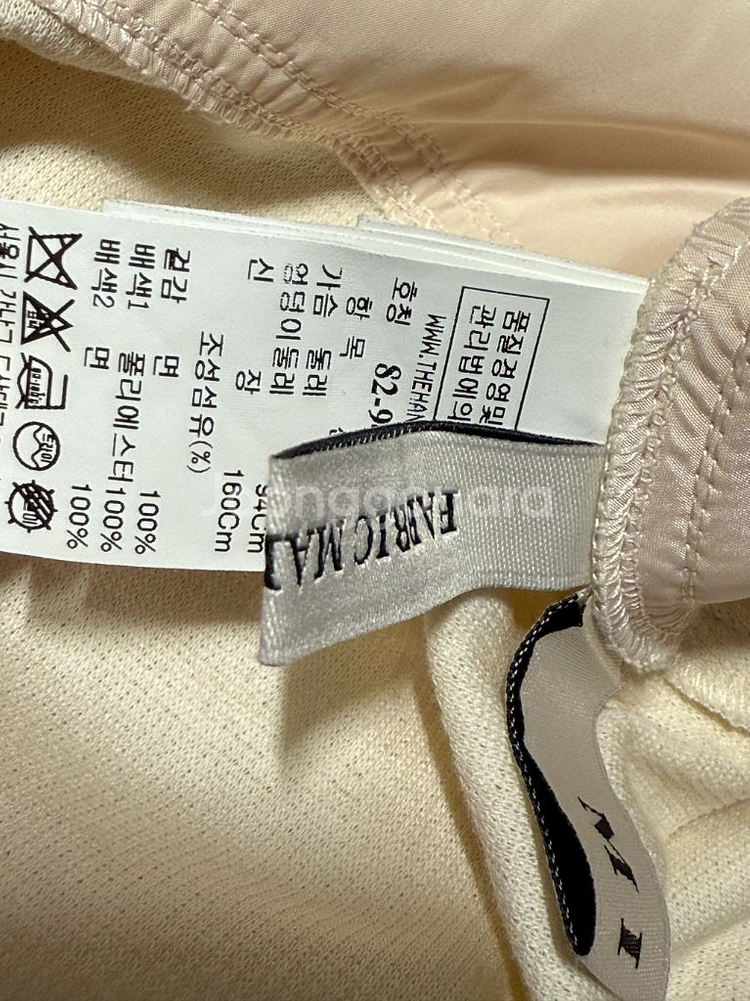 품질경영및
관리법에의
WWW.THEHAN
호칭 82-9
항 목
가슴 둘레
엉덩이둘레 94Cm
신 장 160Cm
조성섬유(%)
겉감 면 100%
배색1 폴리에스터100%
배색2 면 100%
FABRIC MA
M I
Joonggonara